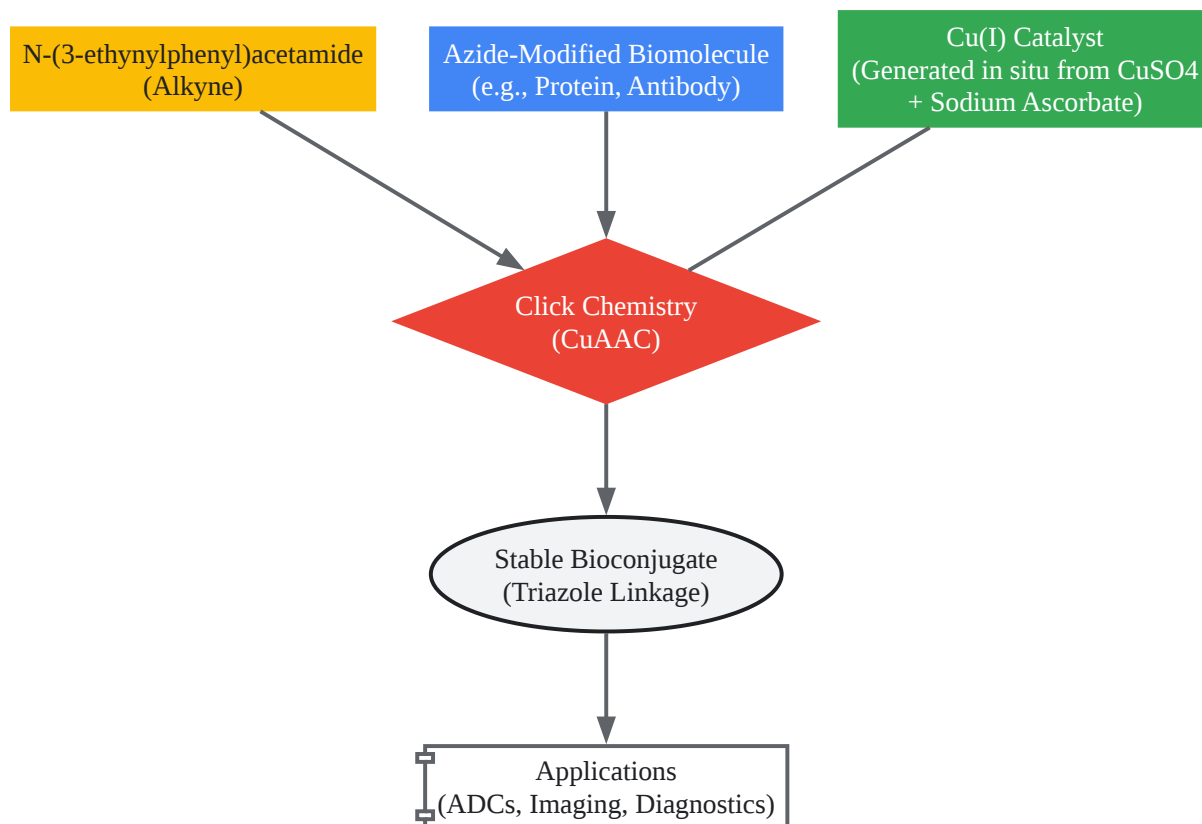 N-(3-ethynylphenyl)acetamide
(Alkyne)
Azide-Modified Biomolecule
(e.g., Protein, Antibody)
Cu(I) Catalyst
(Generated in situ from CuSO4
+ Sodium Ascorbate)
Click Chemistry
(CuAAC)
Stable Bioconjugate
(Triazole Linkage)
Applications
(ADCs, Imaging, Diagnostics)